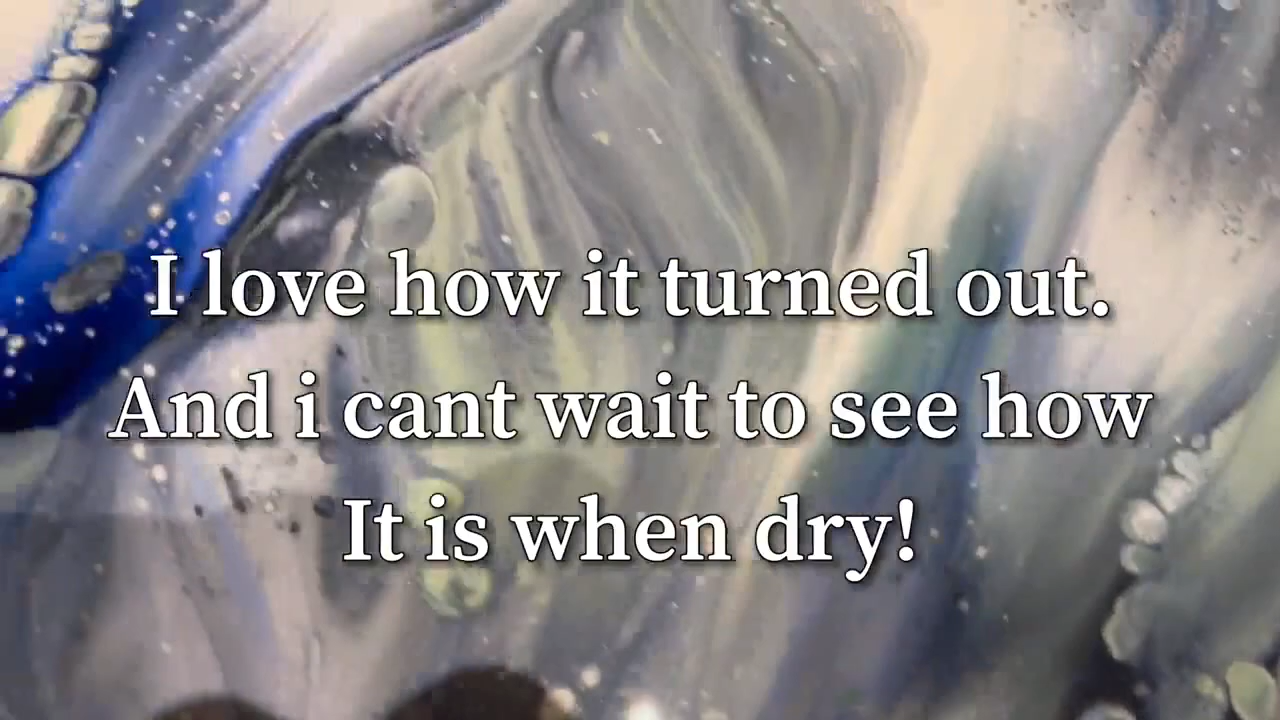 I love how it turned out.
And i cant wait to see how
It is when dry!